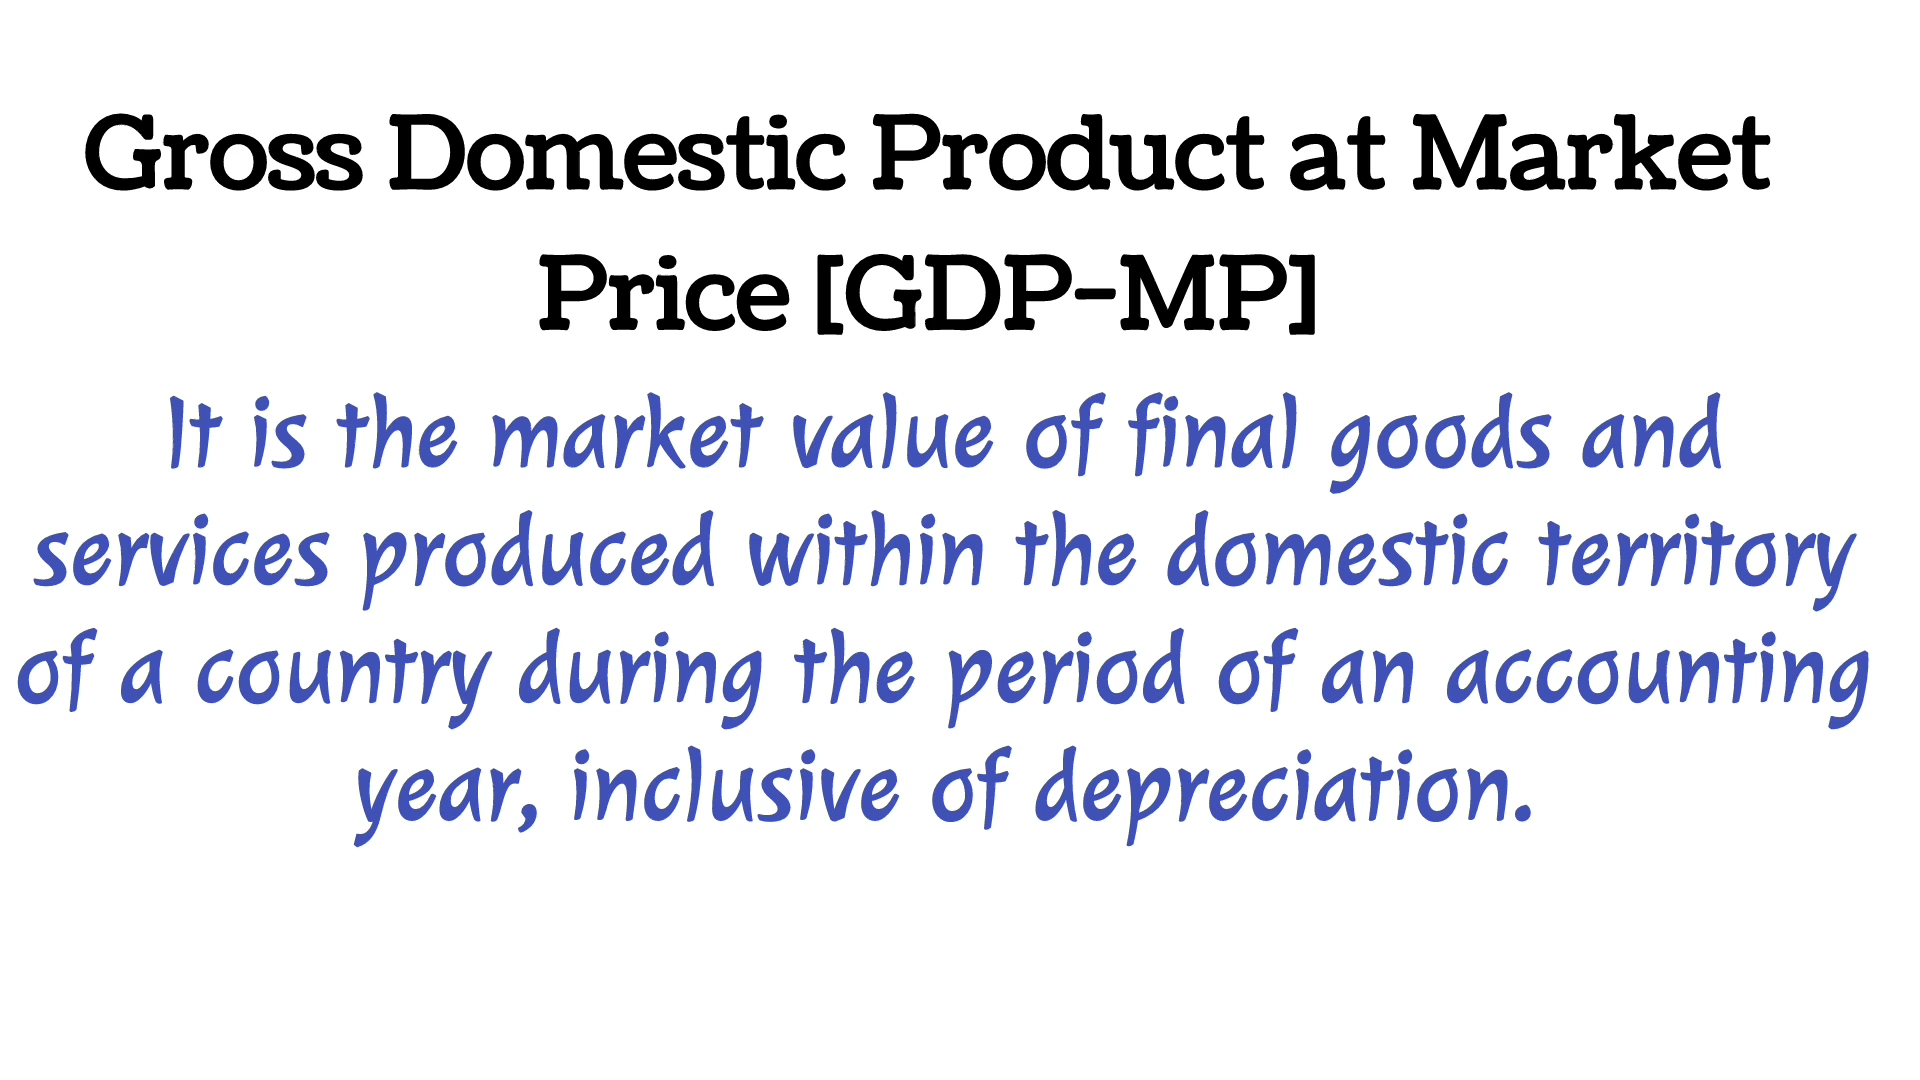 Gross Domestic Product at Market
Price [GDP-MP]
It is the market value of final goods and
services produced within the domestic territory
of a country during the period of an accounting
year, inclusive of depreciation.